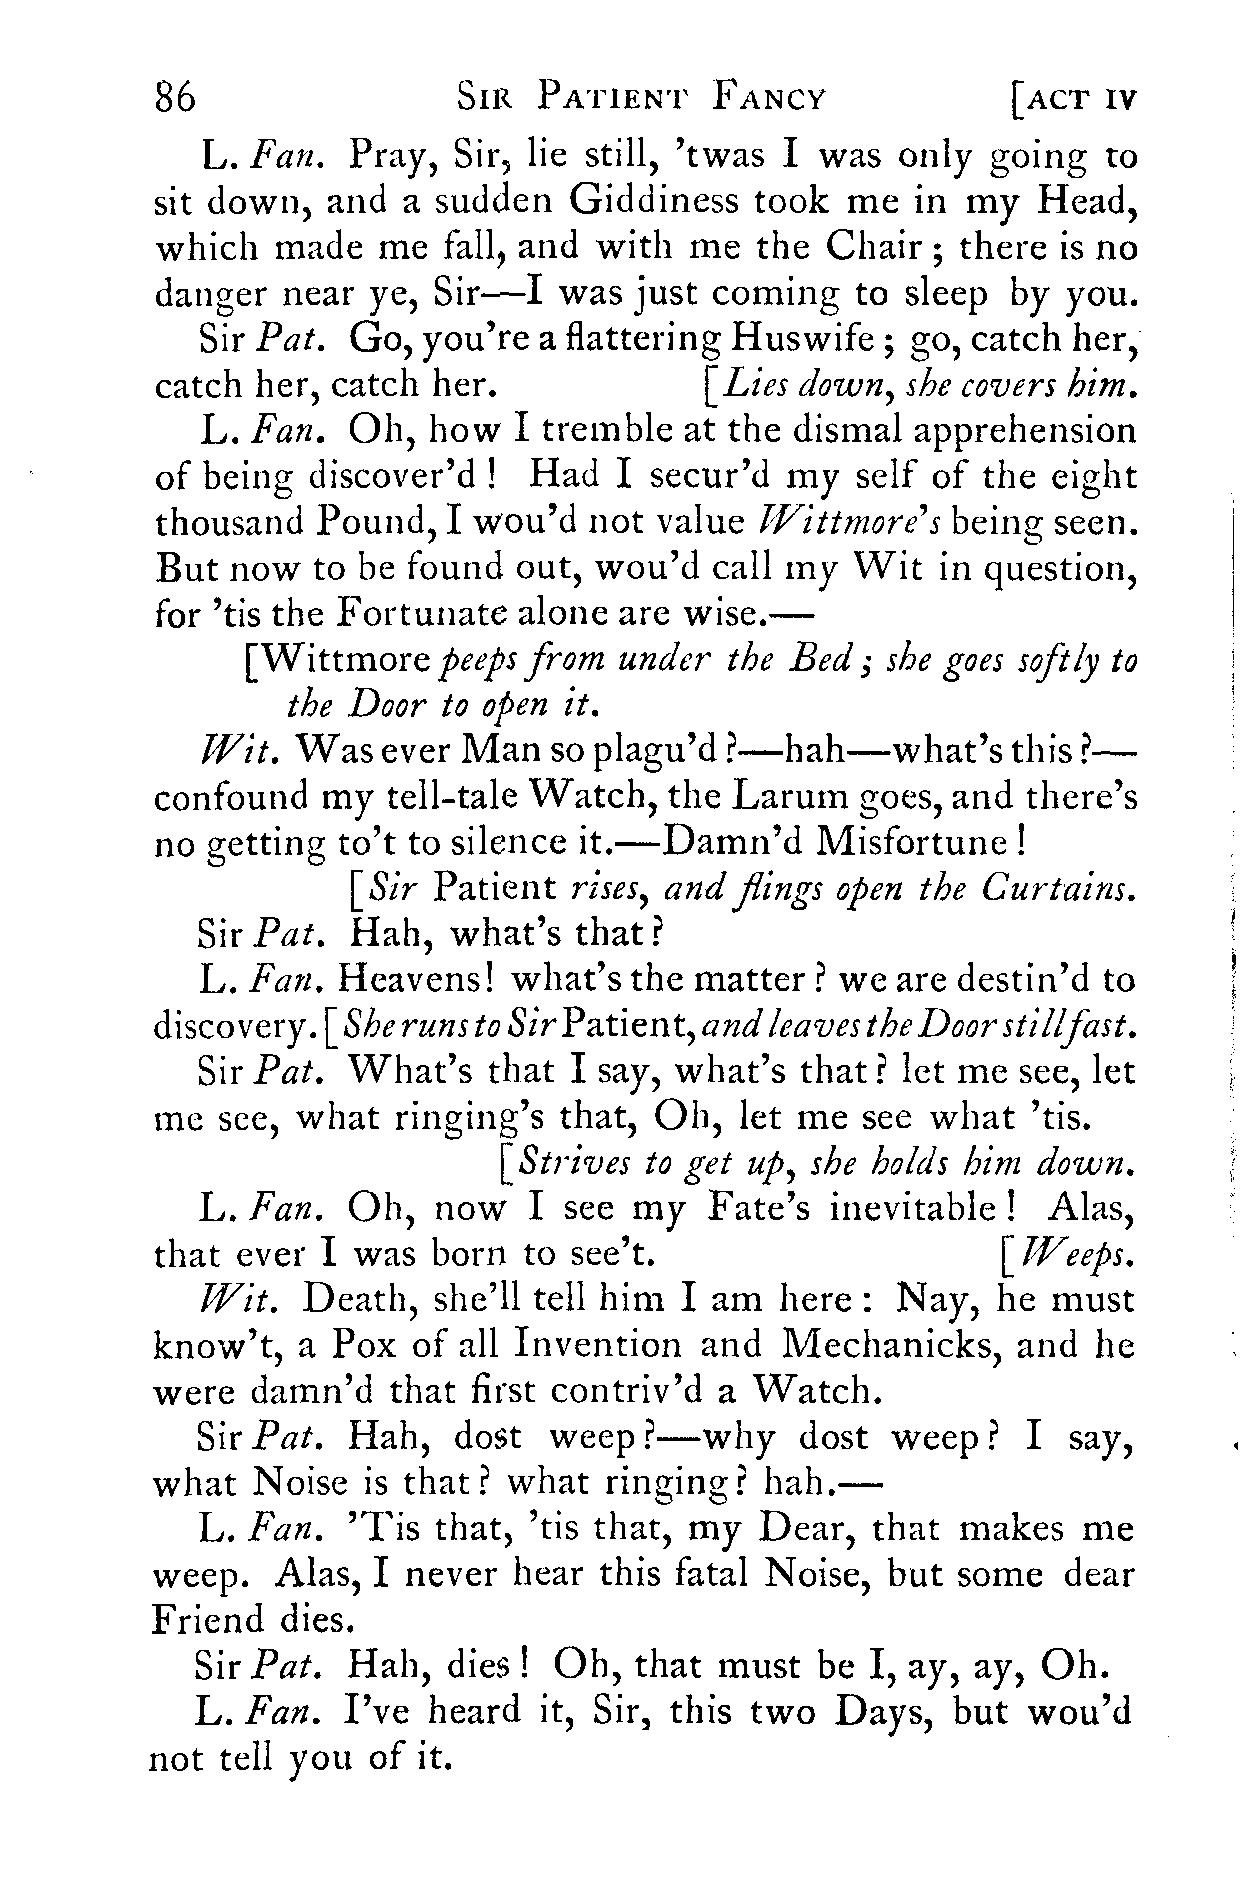 86 Sir Patient Fancy [ACT IV
L. Fan. Pray, Sir, lie still, 'twas I was only going to
sit down, and a sudden Giddiness took me in my Head,
which made me fall, and with me the Chair; there is no
danger near ye, Sir—I was just coming to sleep by you.
Sir Pat. Go, you're a flattering Huswife; go, catch her,
catch her, catch her. [Lies down, she covers him.
L. Fan. Oh, how I tremble at the dismal apprehension
of being discover'd! Had I secur'd my self of the eight
thousand Pound, I wou'd not value Wittmore's being seen.
But now to be found out, wou'd call my Wit in question,
for 'tis the Fortunate alone are wise.—
[Wittmore peeps from under the Bed; she goes softly to
the Door to open it.
Wit. Was ever Man so plagu'd?—hah—what's this?—
confound my tell-tale Watch, the Larum goes, and there's
no getting to't to silence it.—Damn'd Misfortune!
[Sir Patient rises, and flings open the Curtains.
Sir Pat. Hah, what's that?
L. Fan. Heavens! what's the matter? we are destin'd to
discovery. [She runs to Sir Patient, and leaves the Door still fast.
Sir Pat. What's that I say, what's that? let me see, let
me see, what ringing's that, Oh, let me see what 'tis.
[Strives to get up, she holds him down.
L. Fan. Oh, now I see my Fate's inevitable! Alas,
that ever I was born to see't. [Weeps.
Wit. Death, she'll tell him I am here: Nay, he must
know't, a Pox of all Invention and Mechanicks, and he
were damn'd that first contriv'd a Watch.
Sir Pat. Hah, dost weep?—why dost weep? I say,
what Noise is that? what ringing? hah.—
L. Fan. 'Tis that, 'tis that, my Dear, that makes me
weep. Alas, I never hear this fatal Noise, but some dear
Friend dies.
Sir Pat. Hah, dies! Oh, that must be I, ay, ay, Oh.
L. Fan. I've heard it, Sir, this two Days, but wou'd
not tell you of it.